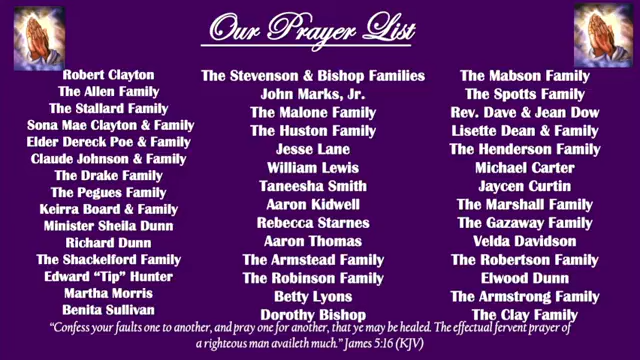 Our Prayer List
Robert Clayton
The Allen Family
The Stallard Family
Sona Mae Clayton & Family
Elder Dereck Poe & Family
Claude Johnson & Family
The Drake Family
The Pegues Family
Keirra Board & Family
Minister Sheila Dunn
Richard Dunn
The Shackelford Family
Edward “Tip” Hunter
Martha Morris
Benita Sullivan
The Stevenson & Bishop Families
John Marks, Jr.
The Malone Family
The Huston Family
Jesse Lane
William Lewis
Taneesha Smith
Aaron Kidwell
Rebecca Starnes
Aaron Thomas
The Armstead Family
The Robinson Family
Betty Lyons
Dorothy Bishop
The Mabson Family
The Spotts Family
Rev. Dave & Jean Dow
Lisette Dean & Family
The Henderson Family
Michael Carter
Jaycen Curtin
The Marshall Family
The Gazaway Family
Velda Davidson
The Robertson Family
Elwood Dunn
The Armstrong Family
The Clay Family
“Confess your faults one to another, and pray one for another, that ye may be healed. The effectual fervent prayer of
a righteous man availeth much.” James 5:16 (KJV)